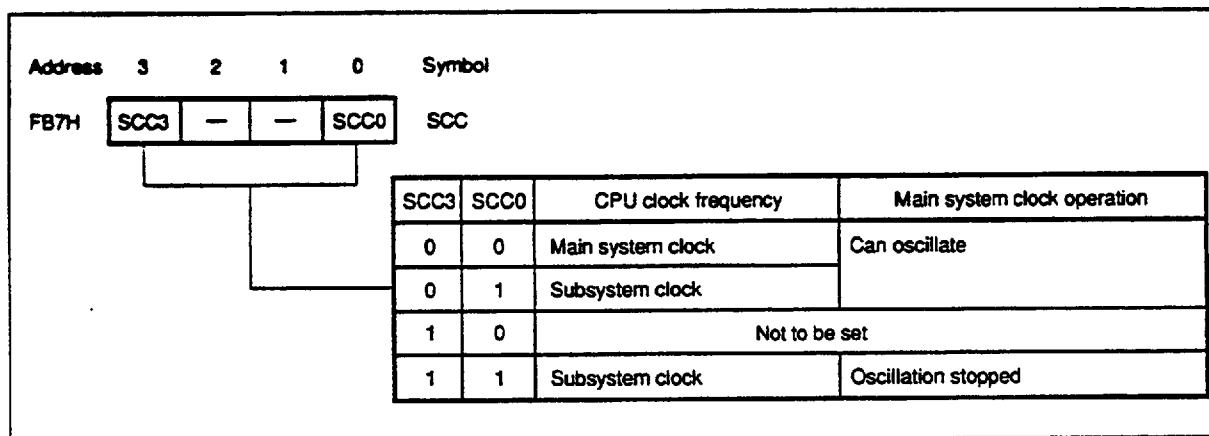 Address 3 2 1 0 Symbol
FB7H SCC3 — — SCC0 SCC
SCC3 SCC0 CPU clock frequency Main system clock operation
0 0 Main system clock Can oscillate
0 1 Subsystem clock
1 0 Not to be set
1 1 Subsystem clock Oscillation stopped